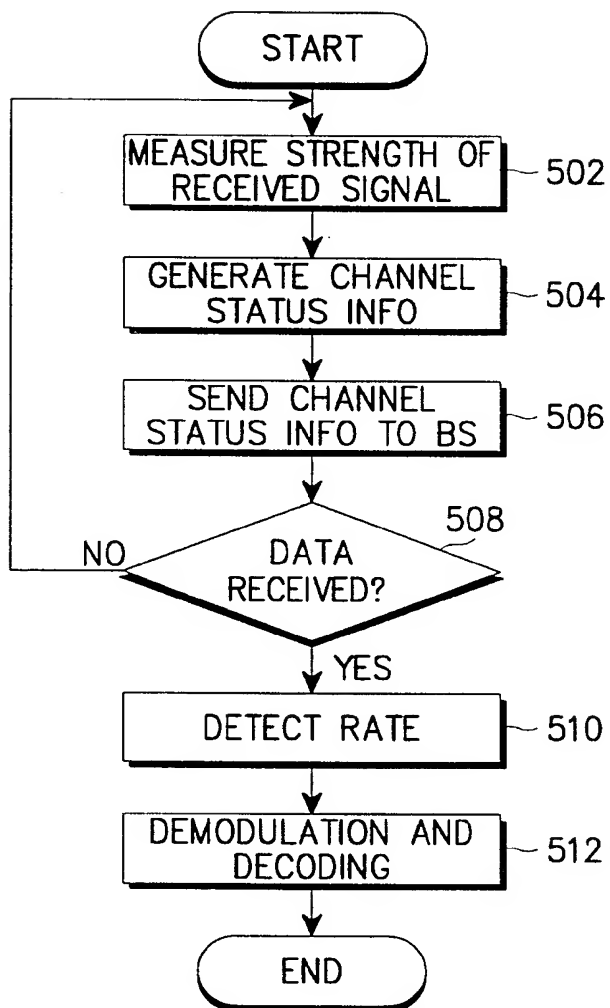 START
MEASURE STRENGTH OF
RECEIVED SIGNAL
502
GENERATE CHANNEL
STATUS INFO
504
SEND CHANNEL
STATUS INFO TO BS
506
508
NO
DATA
RECEIVED?
YES
DETECT RATE
510
DEMODULATION AND
DECODING
512
END